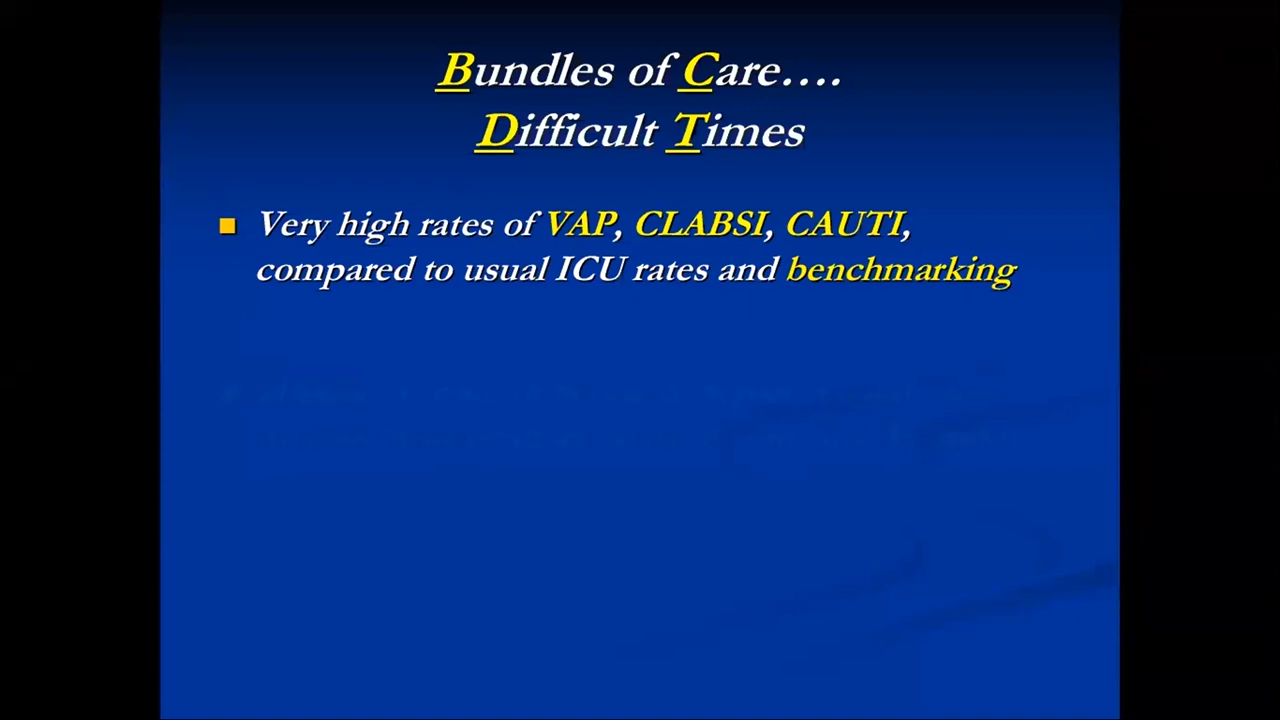 Bundles of Care….
Difficult Times
Very high rates of VAP, CLABSI, CAUTI,
compared to usual ICU rates and benchmarking